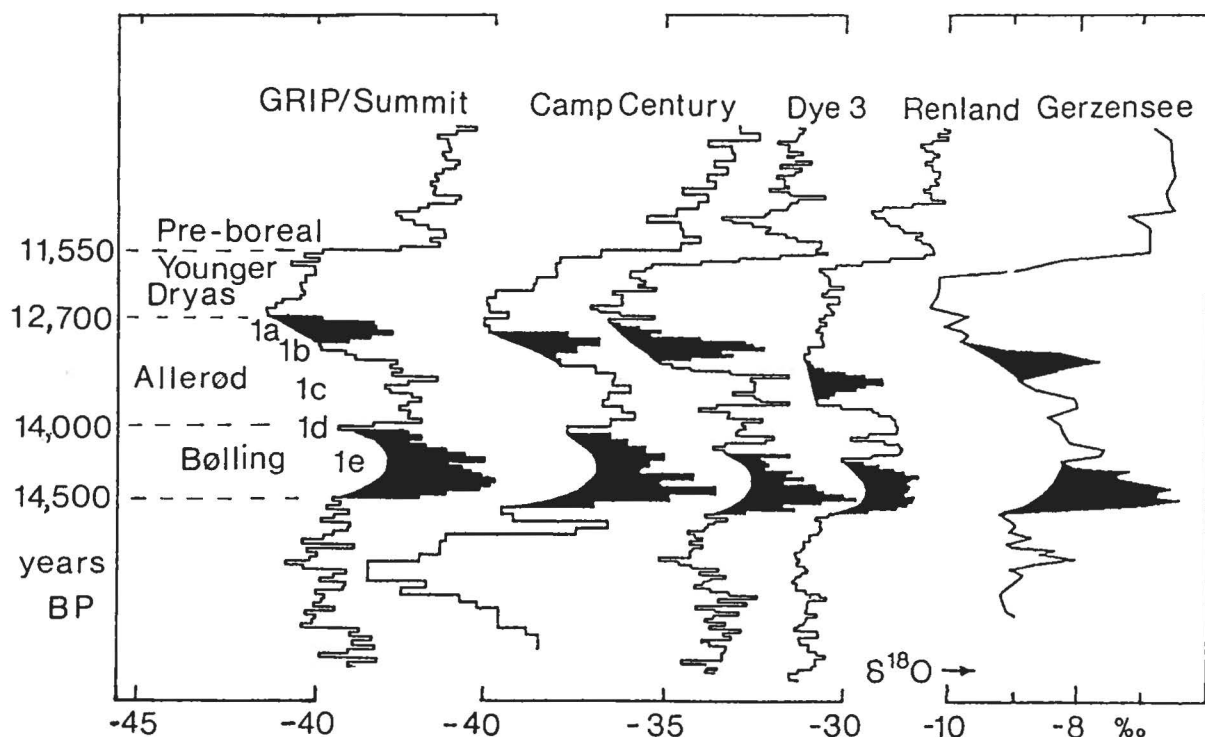 GRIP/Summit Camp Century Dye 3 Renland Gerzensee
Pre-boreal
11,550
Younger
Dryas
12,700
1a
1b
Allerød 1c
14,000 1d
Bølling 1e
14,500
years
BP
δ¹⁸O →
-45 -40 -40 -35 -30 -10 -8 ‰